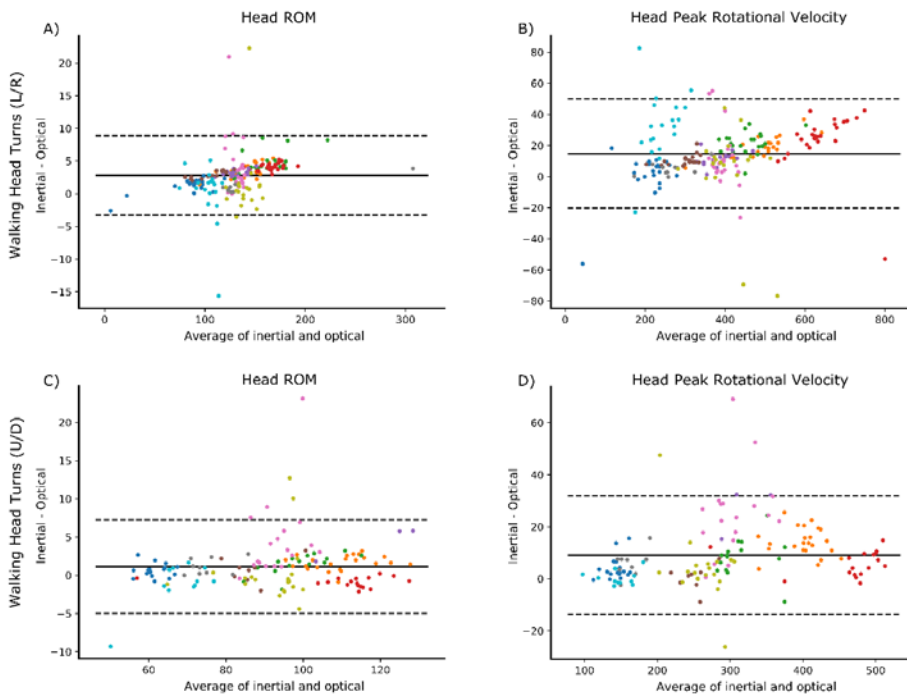 A)
Head ROM
B)
Head Peak Rotational Velocity
Walking Head Turns (L/R)
Inertial - Optical
20
15
10
5
0
−5
−10
−15
0
100
200
300
Average of inertial and optical
Inertial - Optical
80
60
40
20
0
−20
−40
−60
−80
0
200
400
600
800
Average of inertial and optical
C)
Head ROM
D)
Head Peak Rotational Velocity
Walking Head Turns (U/D)
Inertial - Optical
20
15
10
5
0
−5
−10
60
80
100
120
Average of inertial and optical
Inertial - Optical
60
40
20
0
−20
100
200
300
400
500
Average of inertial and optical